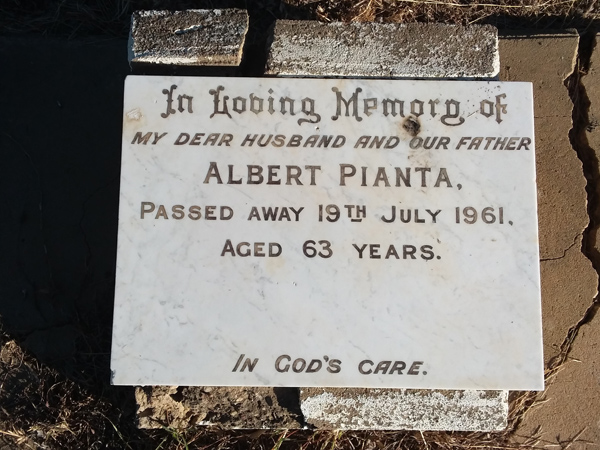 In Loving Memory of
MY DEAR HUSBAND AND OUR FATHER
ALBERT PIANTA,
PASSED AWAY 19TH JULY 1961.
AGED 63 YEARS.
IN GOD'S CARE.